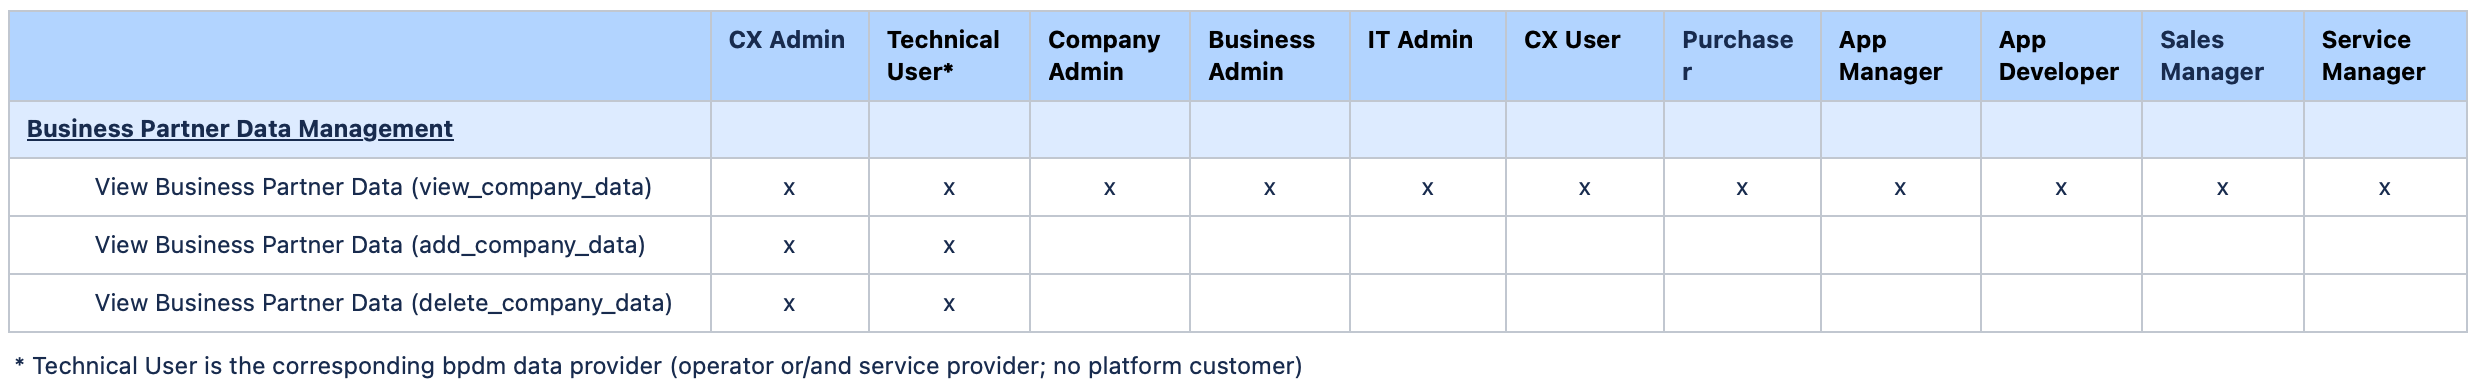 CX Admin Technical User* Company Admin Business Admin IT Admin CX User Purchase r App Manager App Developer Sales Manager Service Manager
Business Partner Data Management
View Business Partner Data (view_company_data) x x x x x x x x x x x
View Business Partner Data (add_company_data) x x
View Business Partner Data (delete_company_data) x x
* Technical User is the corresponding bpdm data provider (operator or/and service provider; no platform customer)